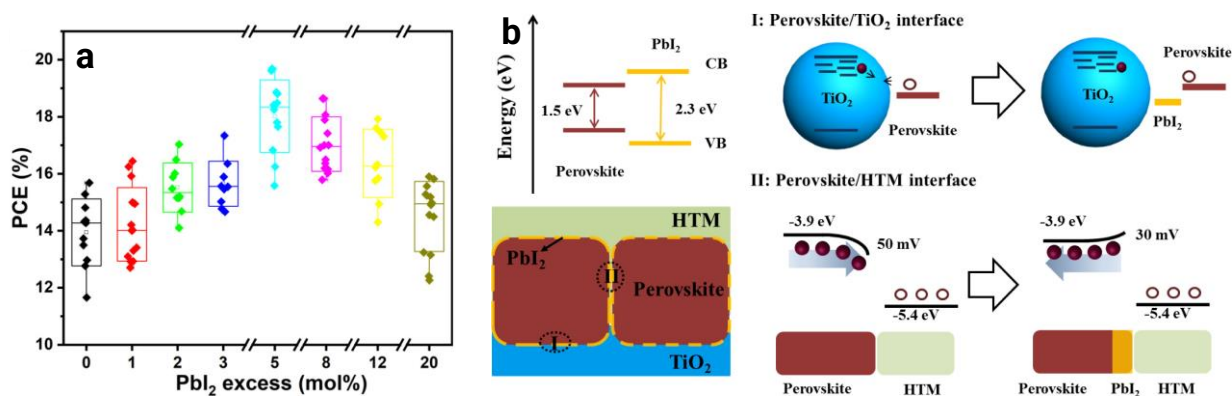 a
PCE (%)
20
18
16
14
12
10
0 1 2 3 5 8 12 20
PbI₂ excess (mol%)
b
Energy (eV)
PbI₂
CB
1.5 eV
2.3 eV
VB
Perovskite
HTM
PbI₂
II
Perovskite
I
TiO₂
I: Perovskite/TiO₂ interface
TiO₂
Perovskite
TiO₂
Perovskite
PbI₂
II: Perovskite/HTM interface
-3.9 eV
50 mV
-5.4 eV
Perovskite HTM
-3.9 eV
30 mV
-5.4 eV
Perovskite PbI₂ HTM